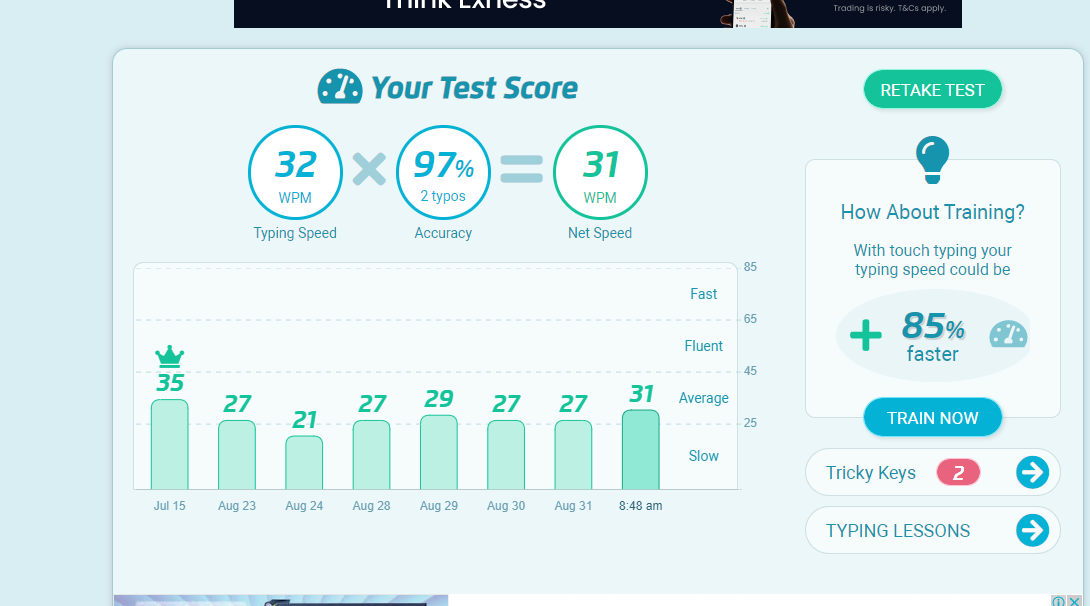 Think Exness
Trading is risky. T&Cs apply.
Your Test Score
RETAKE TEST
32
WPM
Typing Speed
97%
2 typos
Accuracy
31
WPM
Net Speed
How About Training?
With touch typing your
typing speed could be
85%
faster
TRAIN NOW
Tricky Keys 2
TYPING LESSONS
85
Fast
65
Fluent
45
Average
25
Slow
35
27
21
27
29
27
27
31
Jul 15
Aug 23
Aug 24
Aug 28
Aug 29
Aug 30
Aug 31
8:48 am